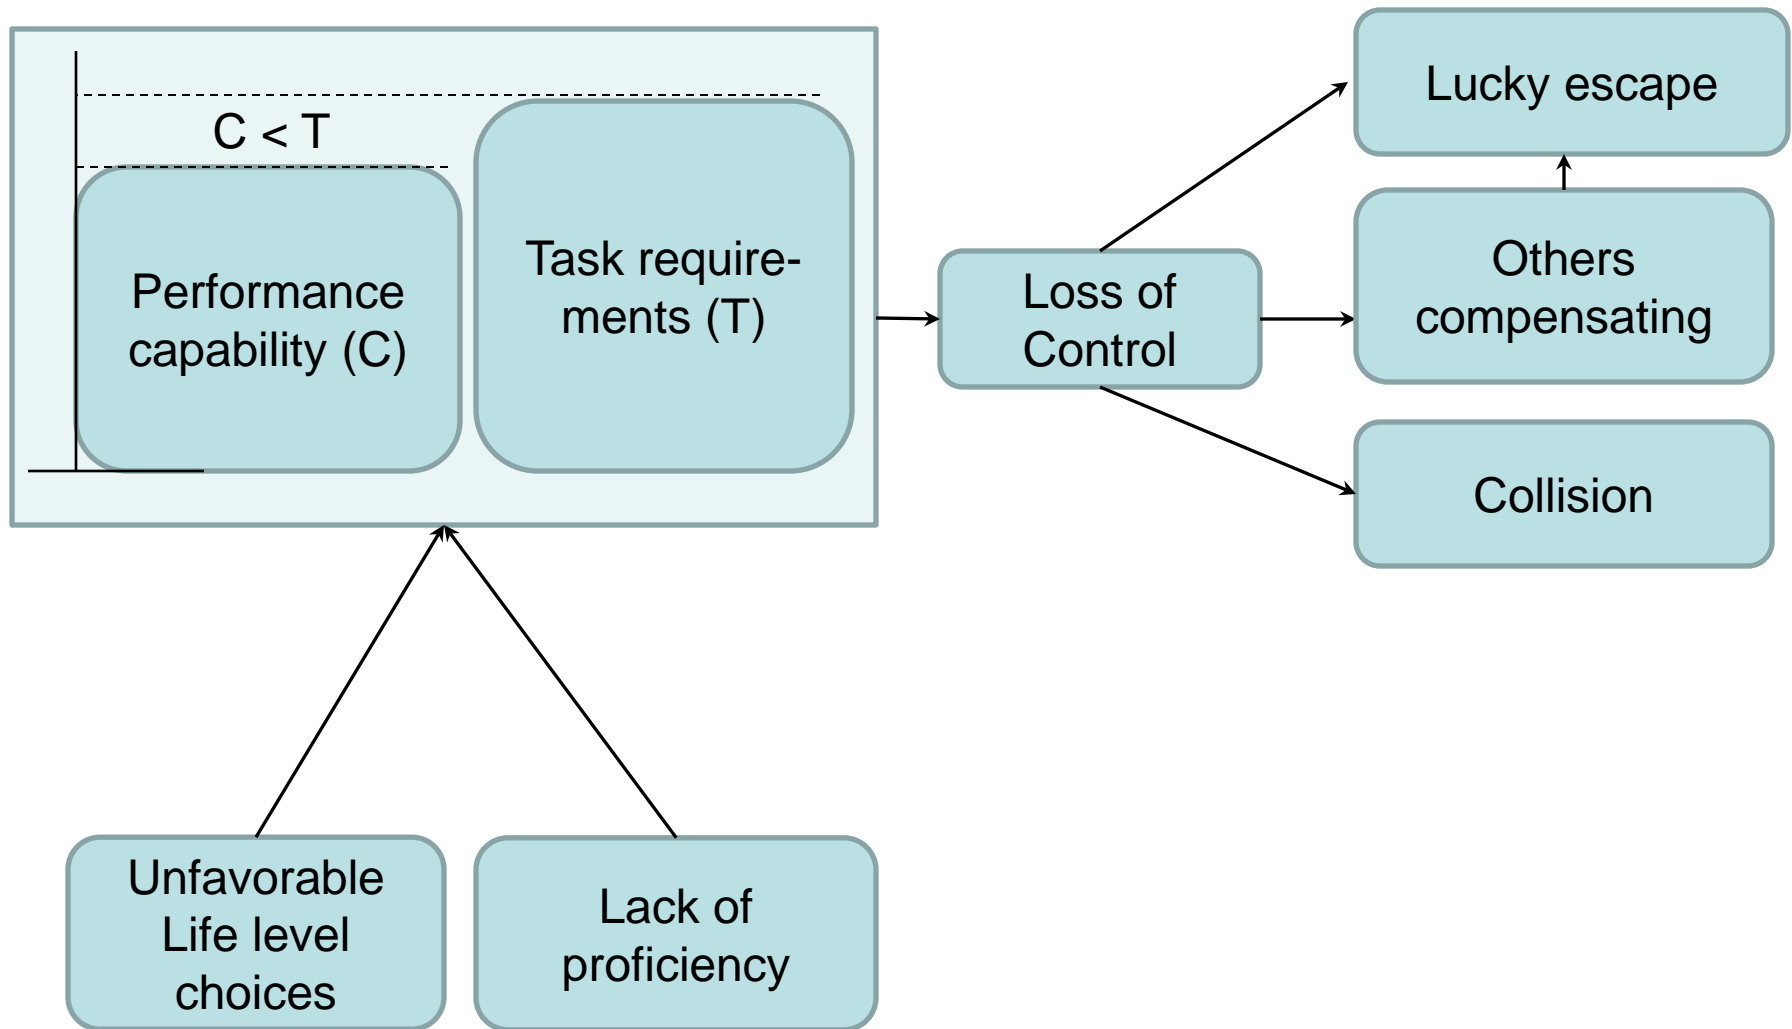 C < T
Performance
capability (C)
Task require-
ments (T)
Loss of
Control
Lucky escape
Others
compensating
Collision
Unfavorable
Life level
choices
Lack of
proficiency